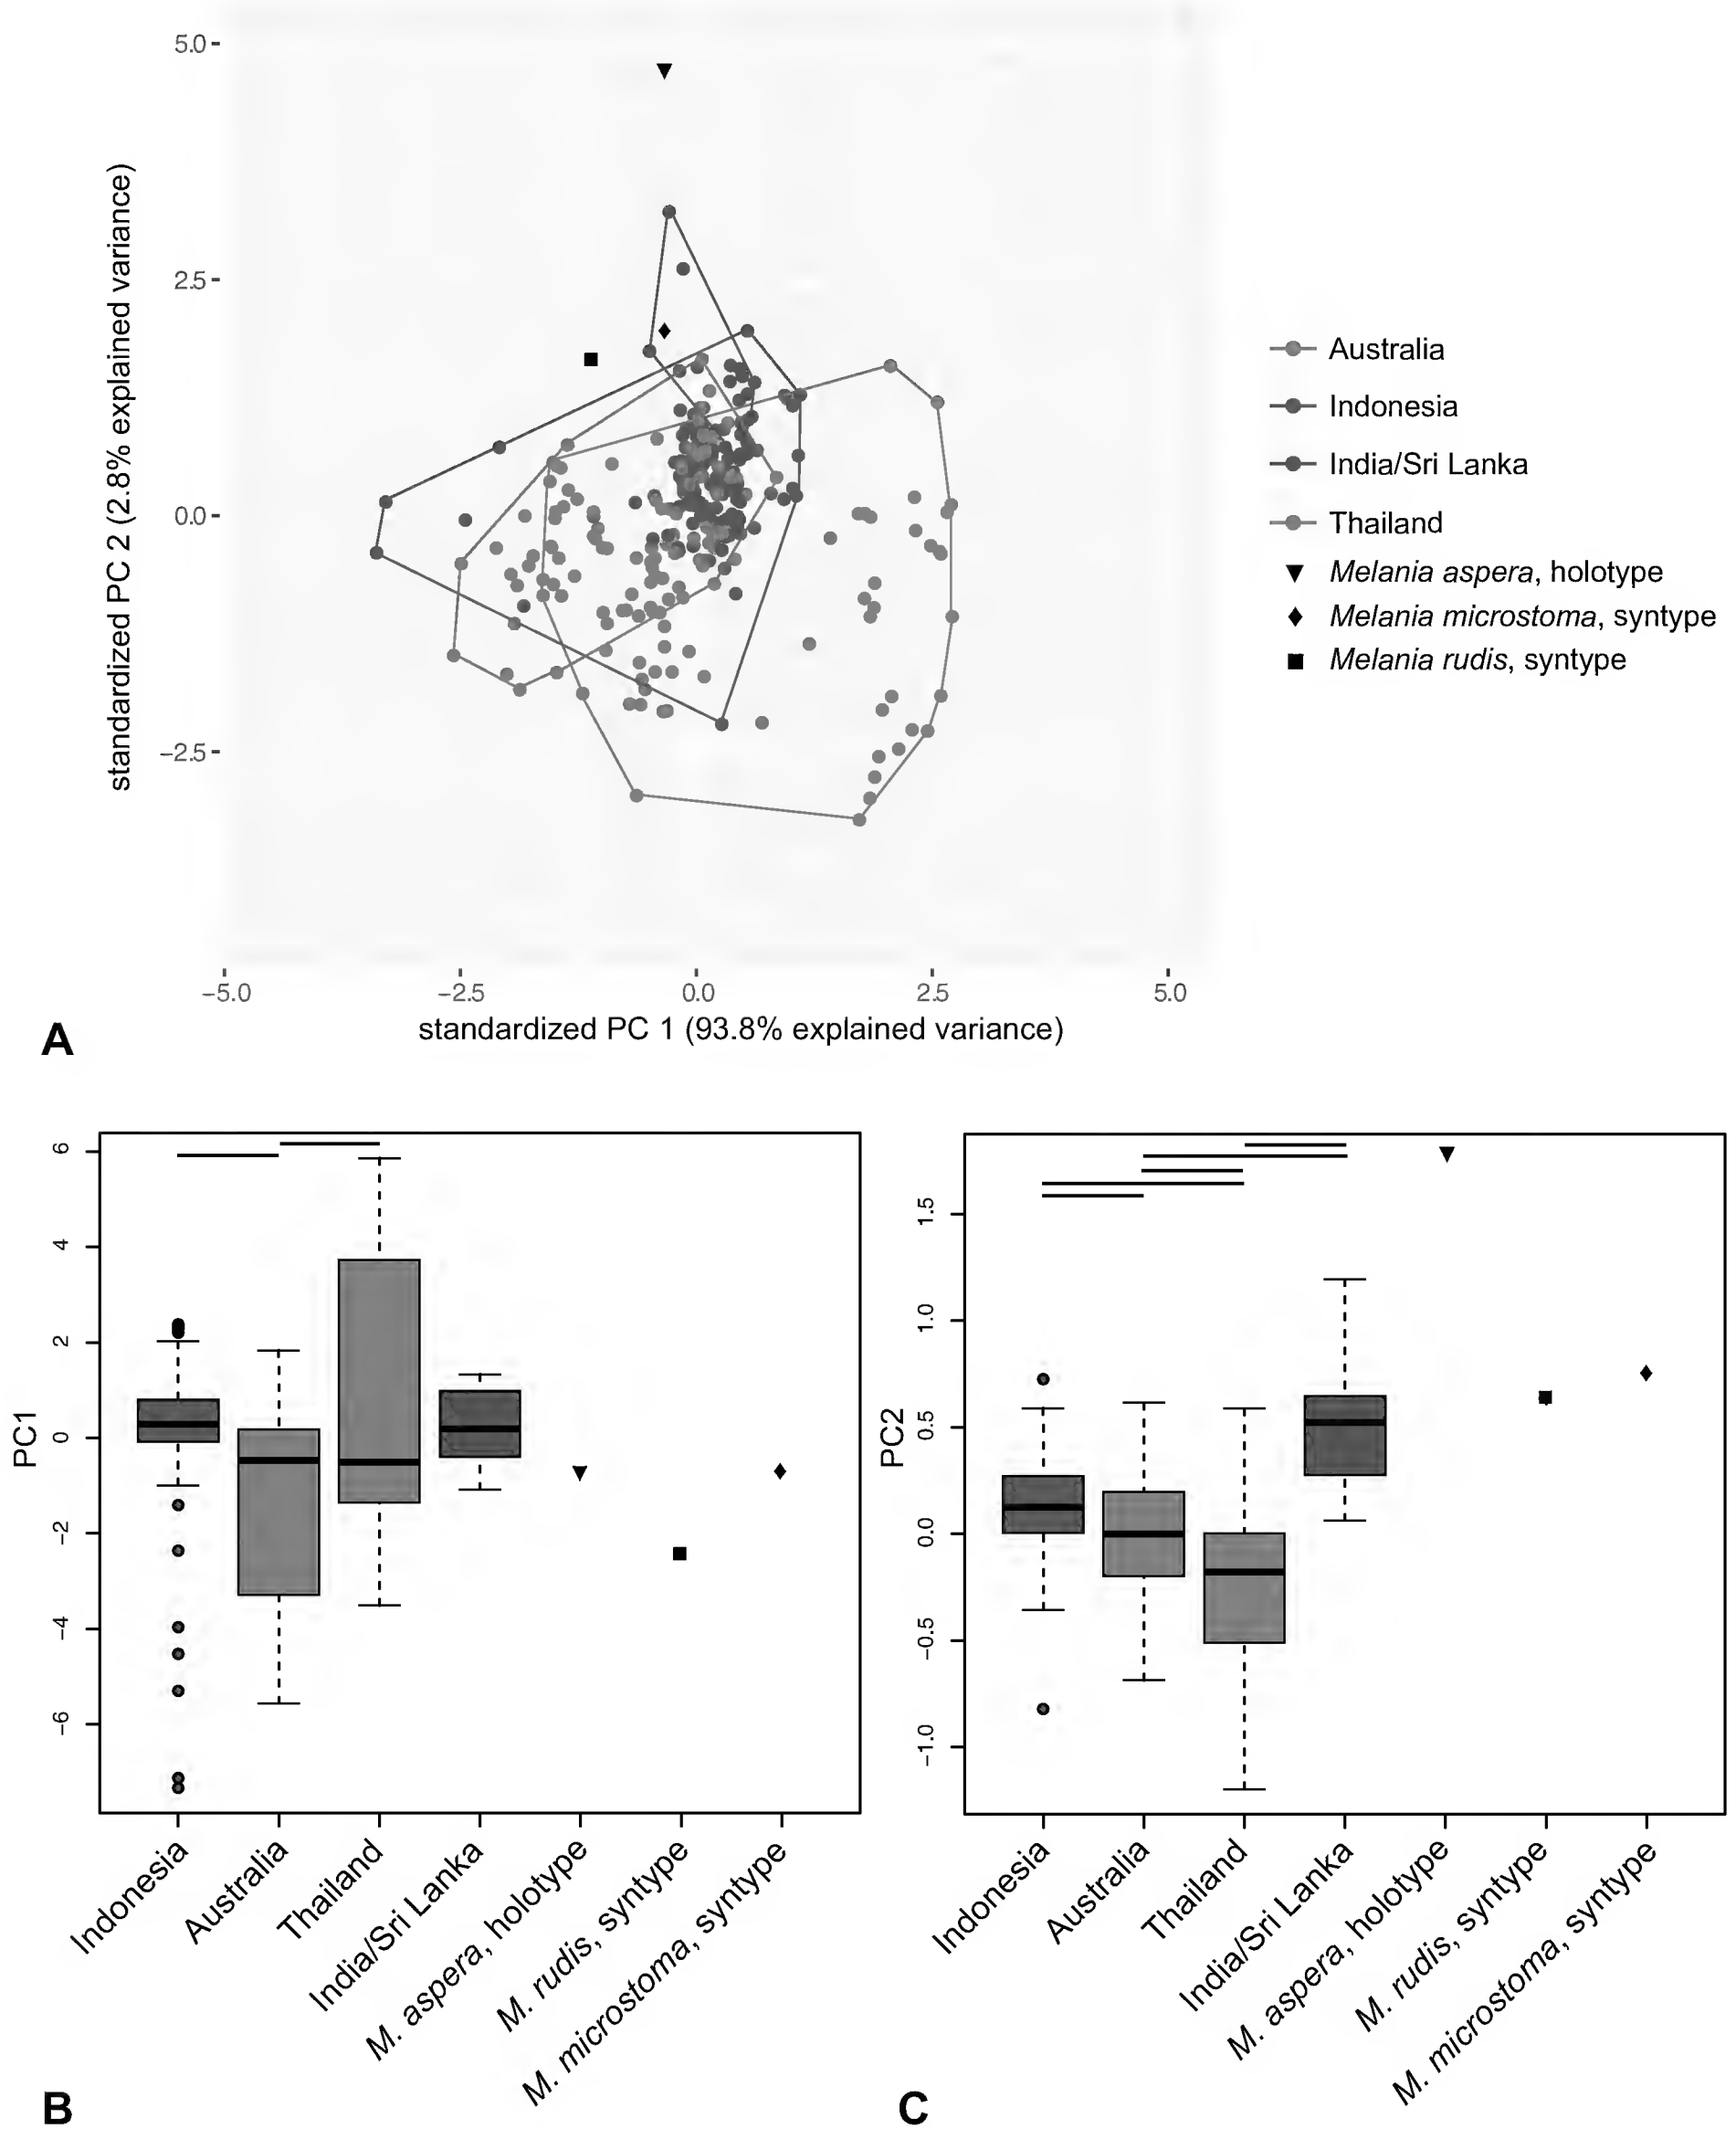 5.0
2.5
0.0
−2.5
standardized PC 2 (2.8% explained variance)
−5.0
−2.5
0.0
2.5
5.0
standardized PC 1 (93.8% explained variance)
Australia
Indonesia
India/Sri Lanka
Thailand
Melania aspera, holotype
Melania microstoma, syntype
Melania rudis, syntype
A
6
4
2
0
−2
−4
−6
PC1
Indonesia
Australia
Thailand
India/Sri Lanka
M. aspera, holotype
M. rudis, syntype
M. microstoma, syntype
B
1.5
1.0
0.5
0.0
−0.5
−1.0
PC2
Indonesia
Australia
Thailand
India/Sri Lanka
M. aspera, holotype
M. rudis, syntype
M. microstoma, syntype
C